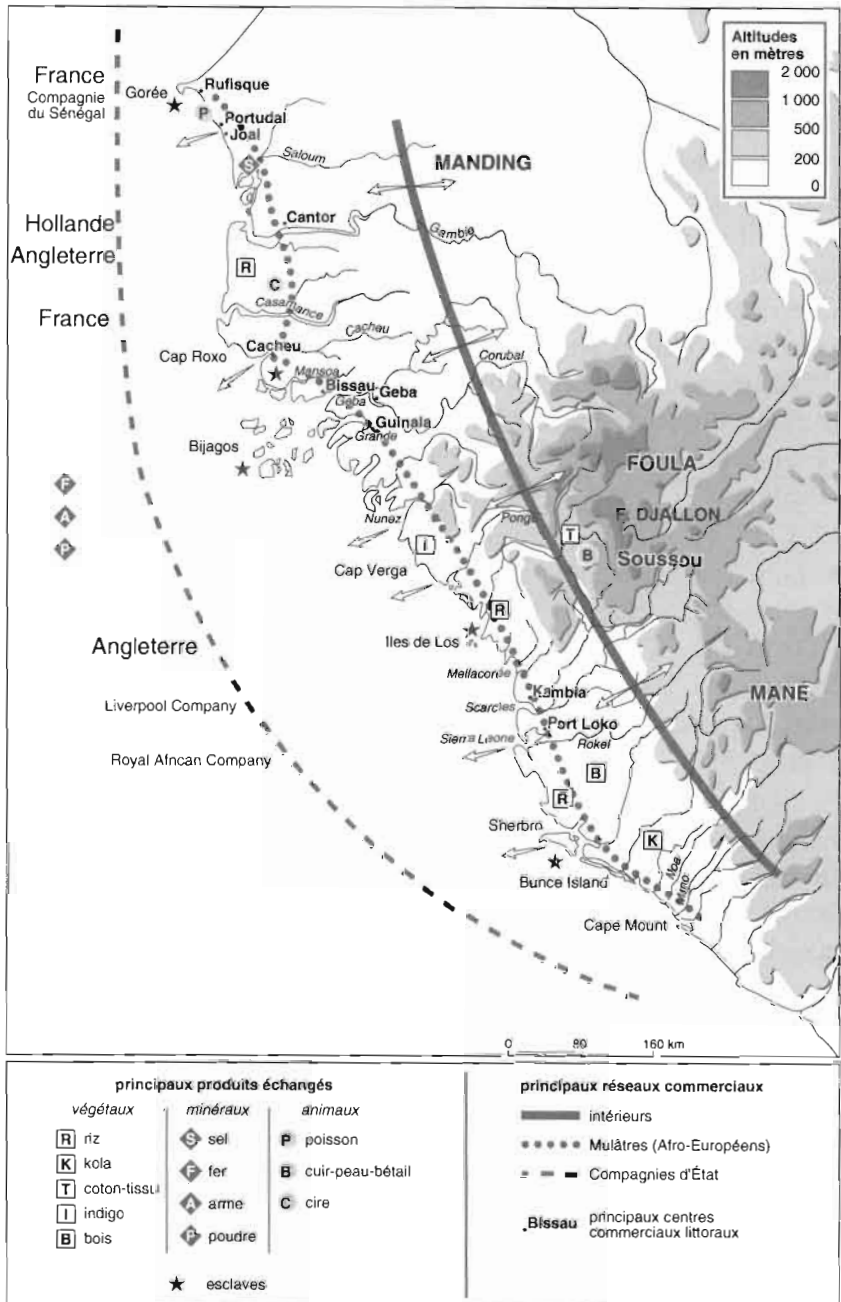 Altitudes
en mètres
2 000
1 000
500
200
0
France
Compagnie
du Sénégal
Gorée
Rufisque
P
Portudal
Joal
S
Saloum
MANDING
Hollande
Angleterre
Cantor
Gambie
R
C
Casamance
France
Cacheu
Cap Roxo
Cacheu
Mansoa
Corubal
Bissau
Geba
Geba
Guinala
Grande
Bijagos
FOULA
F
A
P
Nunez
Pongo
F. DJALLON
T
I
B
Soussou
Cap Verga
R
Iles de Los
Angleterre
Mellacorée
MANE
Kambia
Liverpool Company
Scarcies
Port Loko
Sierra Leone
Rokel
Royal African Company
B
R
Sherbro
K
Noa
Mano
Bunce Island
Cape Mount
0 80 160 km
principaux produits échangés
végétaux minéraux animaux
R riz
K kola
T coton-tissu
I indigo
B bois
S sel
F fer
A arme
P poudre
P poisson
B cuir-peau-bétail
C cire
★ esclaves
principaux réseaux commerciaux
intérieurs
Mulâtres (Afro-Européens)
Compagnies d'État
.Bissau principaux centres
commerciaux littoraux